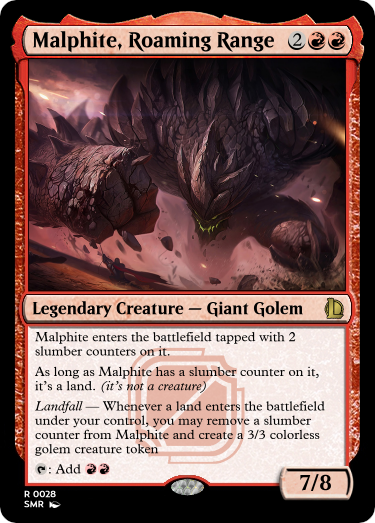 Malphite, Roaming Range 2
Legendary Creature — Giant Golem
Malphite enters the battlefield tapped with 2
slumber counters on it.
As long as Malphite has a slumber counter on it,
it's a land. (it's not a creature)
Landfall — Whenever a land enters the battlefield
under your control, you may remove a slumber
counter from Malphite and create a 3/3 colorless
golem creature token
: Add
7/8
R 0028
SMR